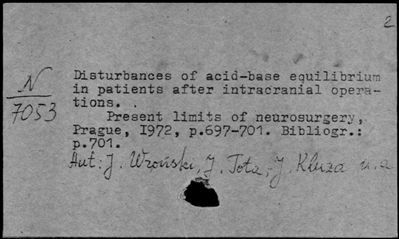 2
N
7053
Disturbances of acid-base equilibrium
in patients after intracranial opera-
tions. .
Present limits of neurosurgery,
Prague, I972, p.697-701. Bibliogr.:
p.701.
Aut: J. Wroński, J. Tota, J. Kluza n.a